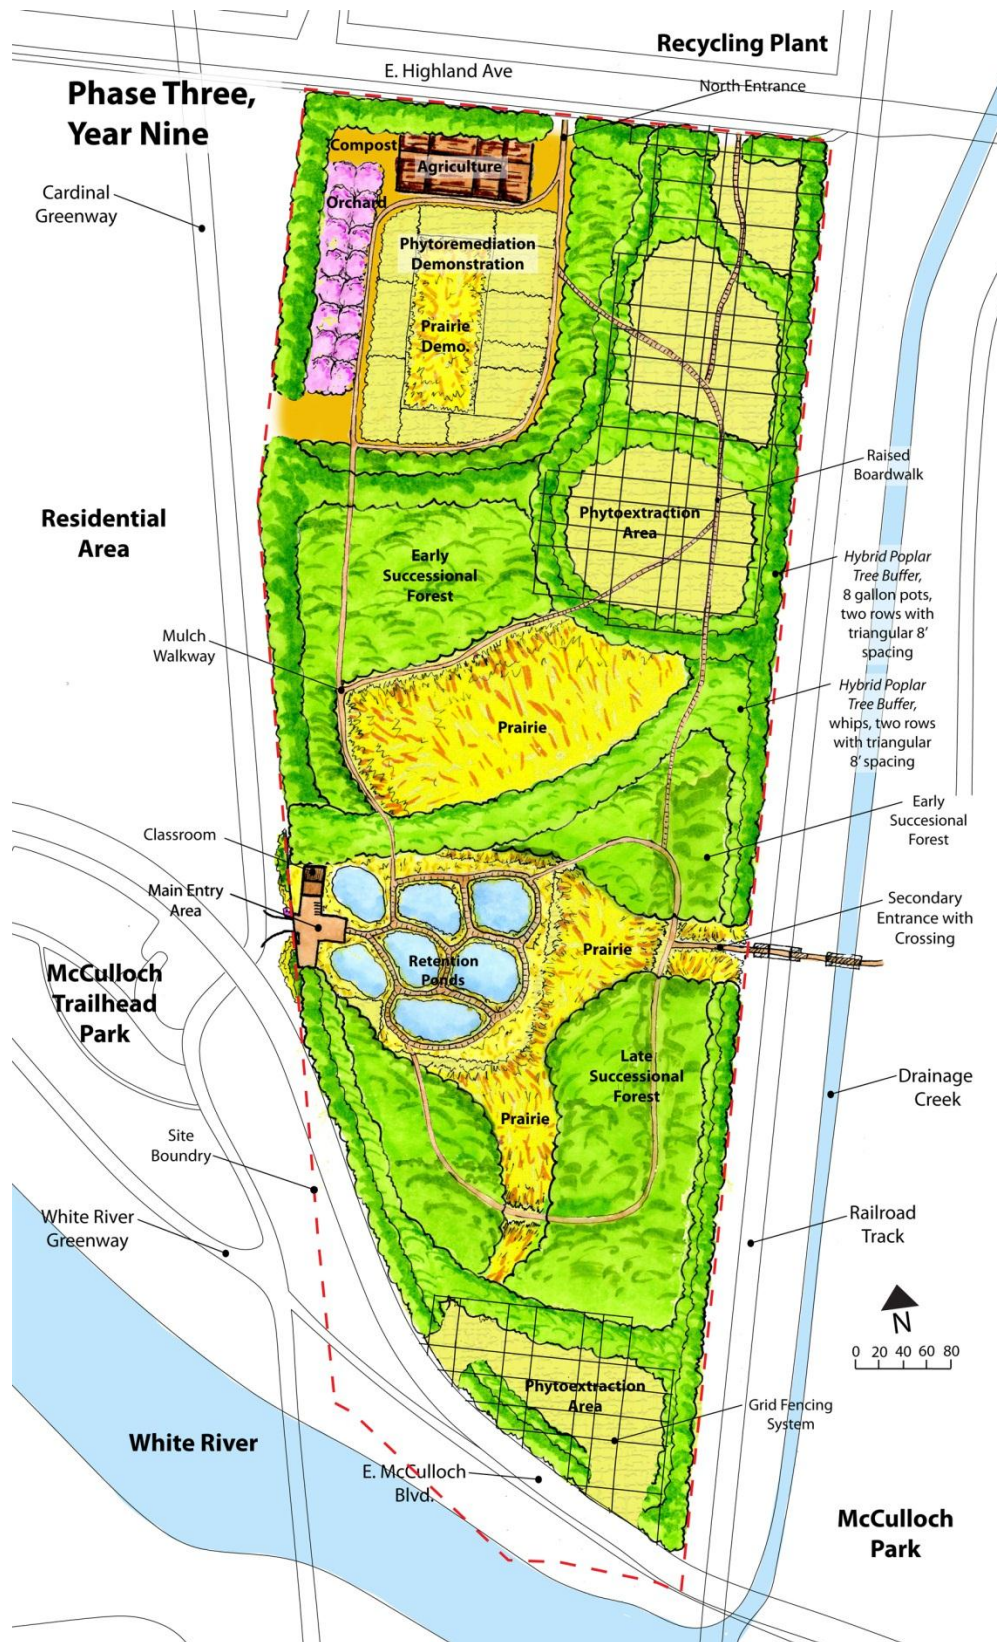 Recycling Plant
E. Highland Ave
North Entrance
Phase Three,
Year Nine
Compost
Agriculture
Cardinal
Greenway
Orchard
Phytoremediation
Demonstration
Prairie
Demo.
Raised
Boardwalk
Residential
Area
Phytoextraction
Area
Early
Successional
Forest
Hybrid Poplar
Tree Buffer,
8 gallon pots,
two rows with
triangular 8'
spacing
Mulch
Walkway
Hybrid Poplar
Tree Buffer,
whips, two rows
with triangular
8' spacing
Prairie
Early
Succesional
Forest
Classroom
Main Entry
Area
Secondary
Entrance with
Crossing
Prairie
Retention
Ponds
McCulloch
Trailhead
Park
Late
Successional
Forest
Drainage
Creek
Prairie
Site
Boundry
White River
Greenway
Railroad
Track
N
0 20 40 60 80
Phytoextraction
Area
Grid Fencing
System
White River
E. McCulloch
Blvd.
McCulloch
Park